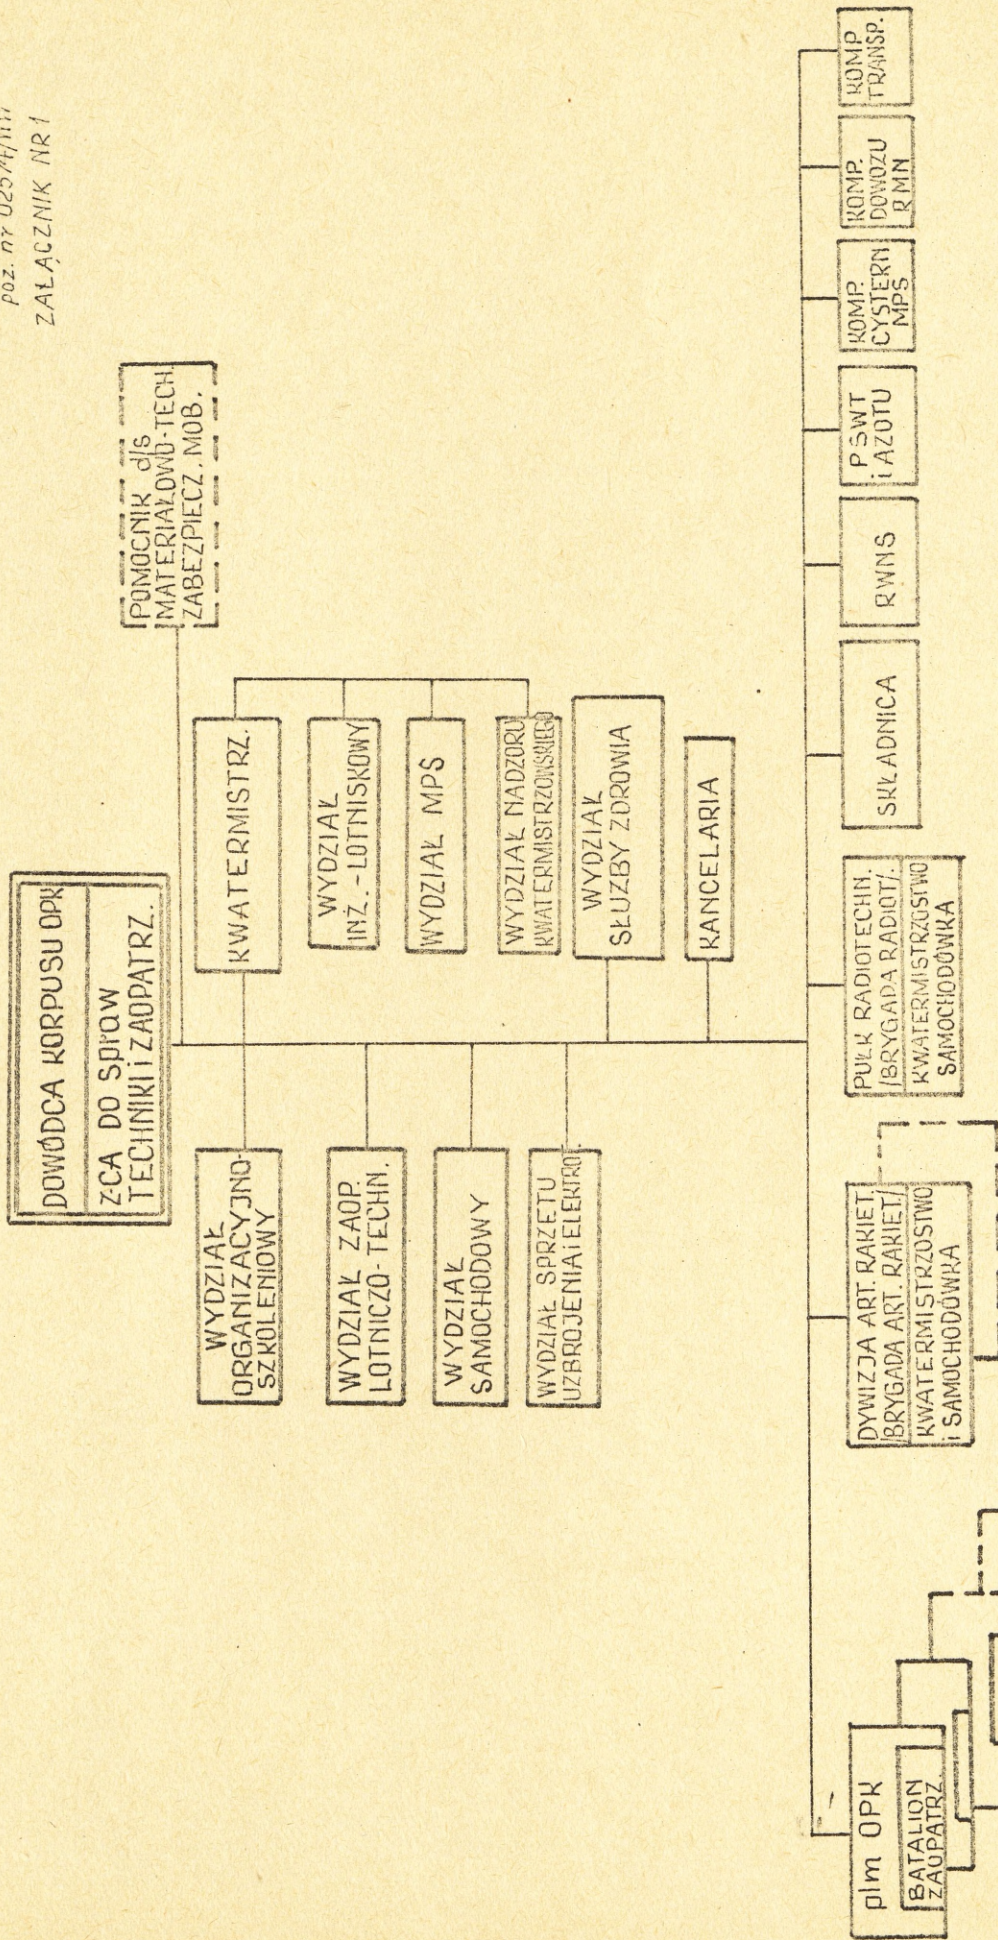 poz. nr
ZAŁĄCZNIK NR 1
DOWÓDCA KORPUSU OPK
Z-CA DO Spraw
TECHNIKI i ZAOPATRZ.
POMOCNIK d/s
MATERIAŁOWO-TECH.
ZABEZPIECZ. MOB.
WYDZIAŁ
ORGANIZACYJNO-
SZKOLENIOWY
WYDZIAŁ ZAOP.
LOTNICZO-TECHN.
WYDZIAŁ
SAMOCHODOWY
WYDZIAŁ SPRZĘTU
UZBROJENIA i ELEKTRO.
KWATERMISTRZ.
WYDZIAŁ
INŻ.-LOTNISKOWY
WYDZIAŁ MPS
WYDZIAŁ NADZORU
KWATERMISTRZOWSKIEGO
WYDZIAŁ
SŁUŻBY ZDROWIA
KANCELARIA
plm OPK
BATALION
ZAOPATRZ.
DYWIZJA ART. RAKIET.
/BRYGADA ART. RAKIET./
KWATERMISTRZOSTWO
i SAMOCHODÓWKA
PUŁK RADIOTECHN.
/BRYGADA RADIOT./.
KWATERMISTRZOSTWO
SAMOCHODÓWKA
SKŁADNICA
RWNS
PSWT
i AZOTU
KOMP.
CYSTERN
MPS
KOMP.
DOWOZU
RMN
KOMP
TRANSP.